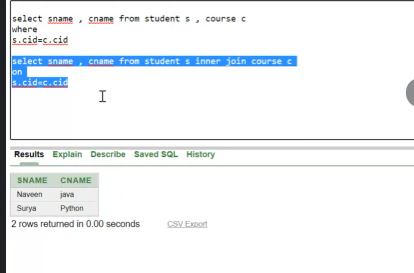 select sname , cname from student s , course c
where
s.cid=c.cid
select sname , cname from student s inner join course c
on
s.cid=c.cid
Results Explain Describe Saved SQL History
SNAME CNAME
Naveen java
Surya Python
2 rows returned in 0.00 seconds CSV Export